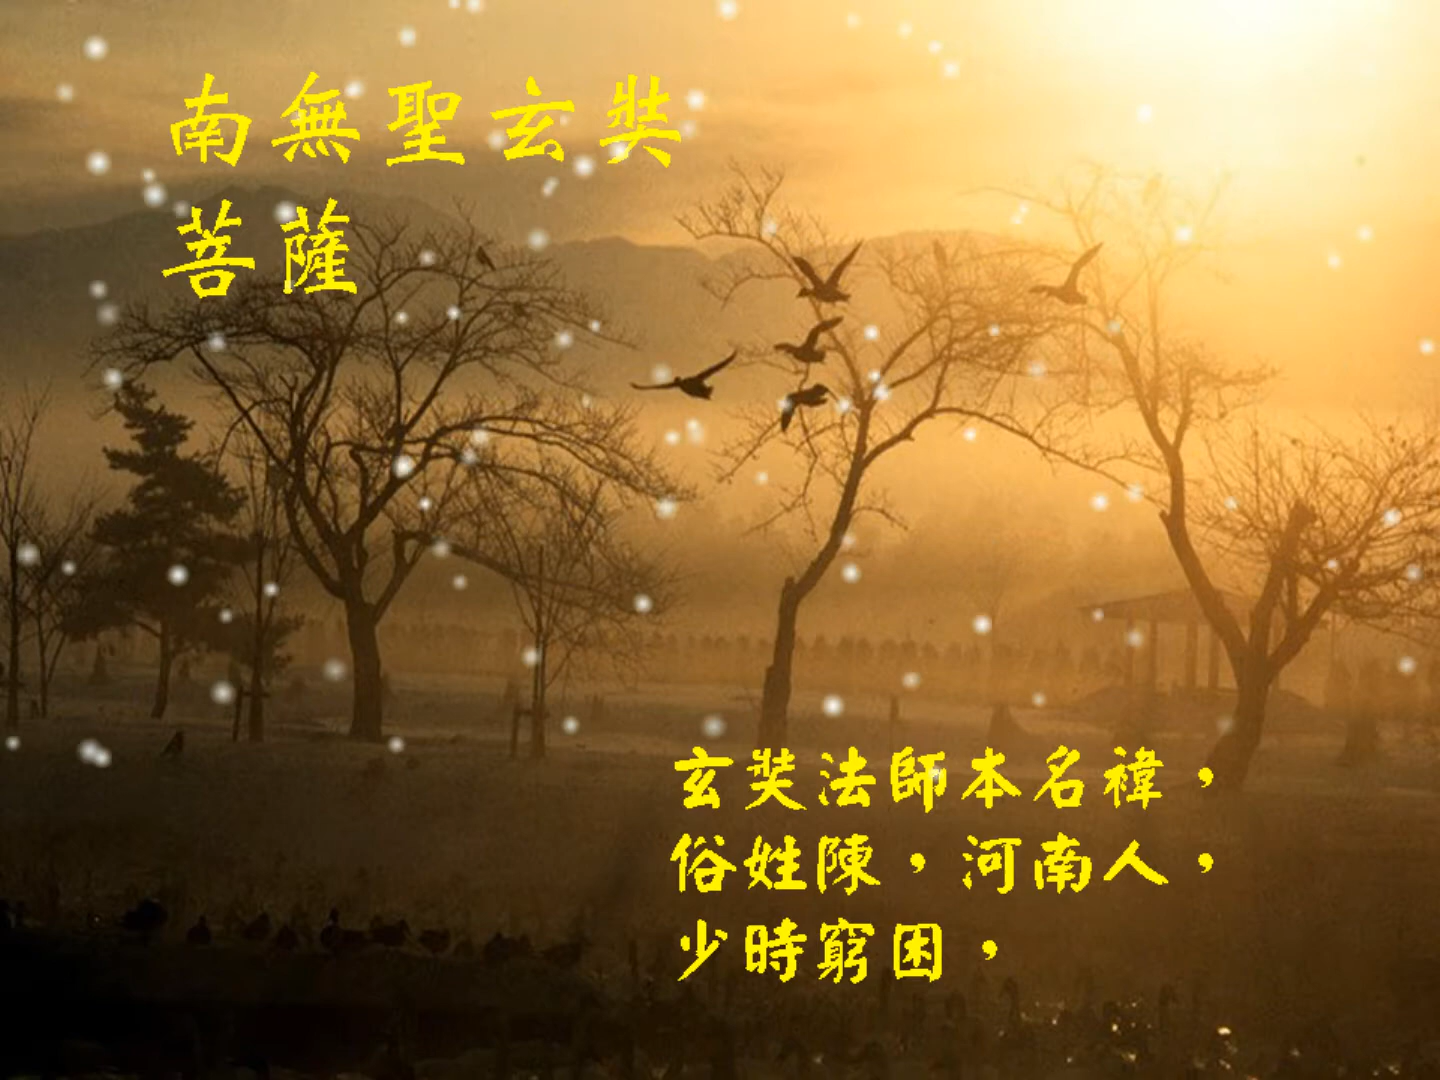 南無聖玄奘
菩薩
玄奘法師本名褘，
俗姓陳，河南人，
少時窮困，